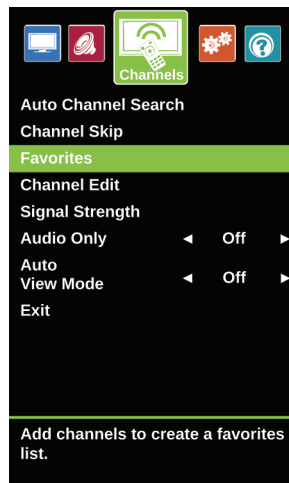 Channels
Auto Channel Search
Channel Skip
Favorites
Channel Edit
Signal Strength
Audio Only ◄ Off ►
Auto
View Mode ◄ Off ►
Exit
Add channels to create a favorites
list.